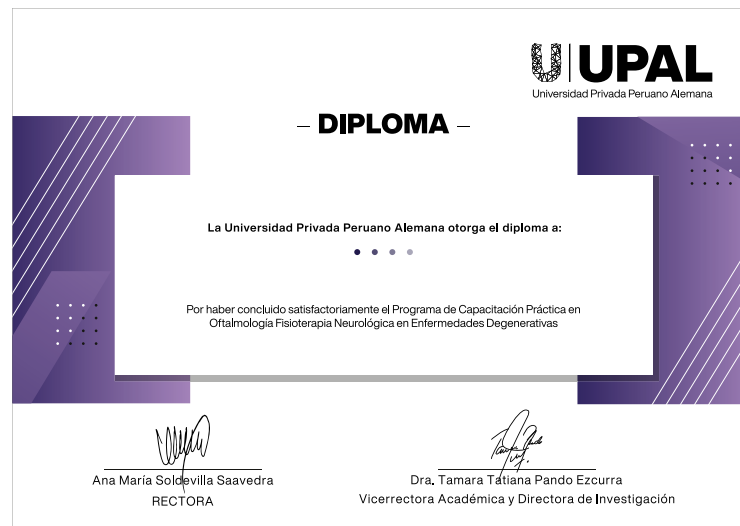 UPAL
Universidad Privada Peruano Alemana
– DIPLOMA –
La Universidad Privada Peruano Alemana otorga el diploma a:
Por haber concluido satisfactoriamente el Programa de Capacitación Práctica en
Oftalmología Fisioterapia Neurológica en Enfermedades Degenerativas
Ana María Soldevilla Saavedra
RECTORA
Dra. Tamara Tatiana Pando Ezcurra
Vicerrectora Académica y Directora de Investigación